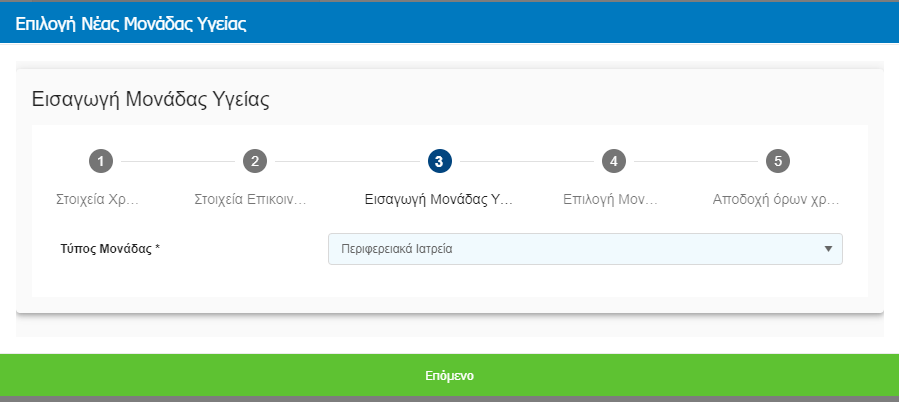 Επιλογή Νέας Μονάδας Υγείας
Εισαγωγή Μονάδας Υγείας
1 2 3 4 5
Στοιχεία Χρ... Στοιχεία Επικοιν... Εισαγωγή Μονάδας Υ... Επιλογή Μον... Αποδοχή όρων χρ...
Τύπος Μονάδας * Περιφερειακά Ιατρεία
Επόμενο